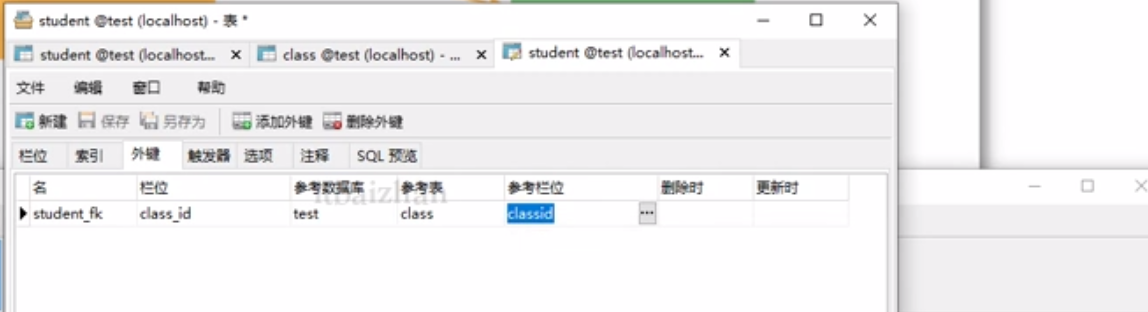 student @test (localhost) - 表 *
student @test (localhost... class @test (localhost) - ... student @test (localhost...
文件 编辑 窗口 帮助
新建 保存 另存为 添加外键 删除外键
栏位 索引 外键 触发器 选项 注释 SQL 预览
名 栏位 参考数据库 参考表 参考栏位 删除时 更新时
itbaizhan
student_fk class_id test class classid ...